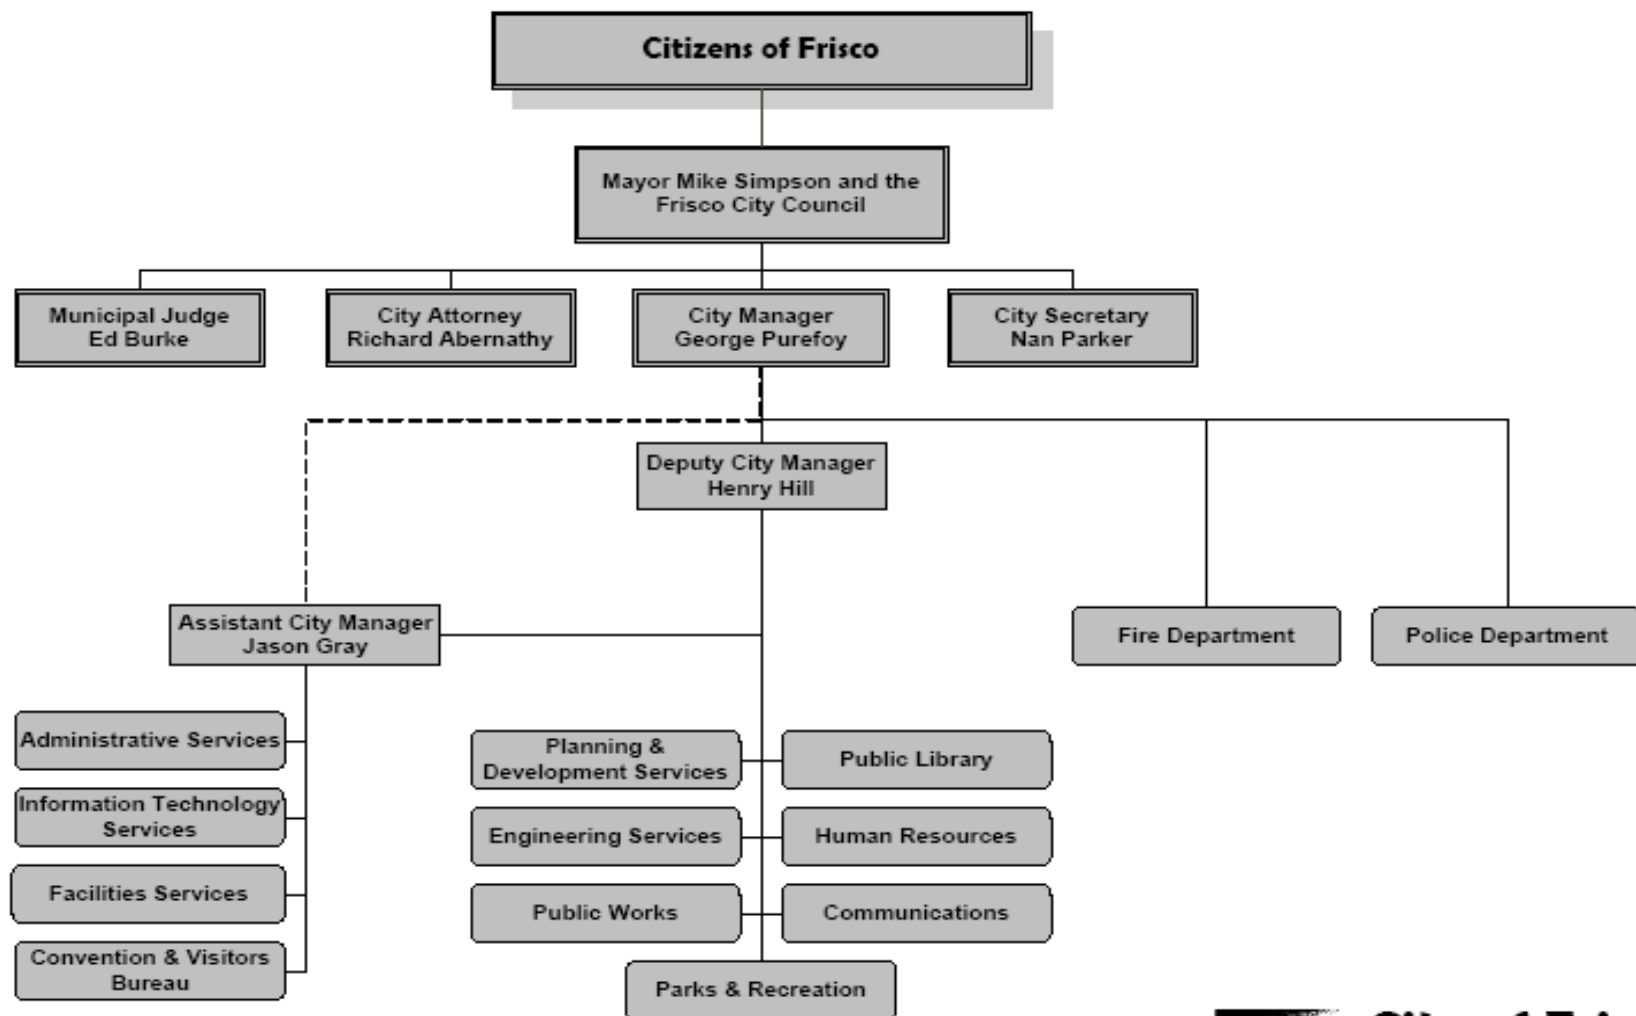 Citizens of Frisco
Mayor Mike Simpson and the
Frisco City Council
Municipal Judge
Ed Burke
City Attorney
Richard Abernathy
City Manager
George Purefoy
City Secretary
Nan Parker
Deputy City Manager
Henry Hill
Assistant City Manager
Jason Gray
Fire Department
Police Department
Administrative Services
Information Technology
Services
Facilities Services
Convention & Visitors
Bureau
Planning &
Development Services
Engineering Services
Public Works
Public Library
Human Resources
Communications
Parks & Recreation